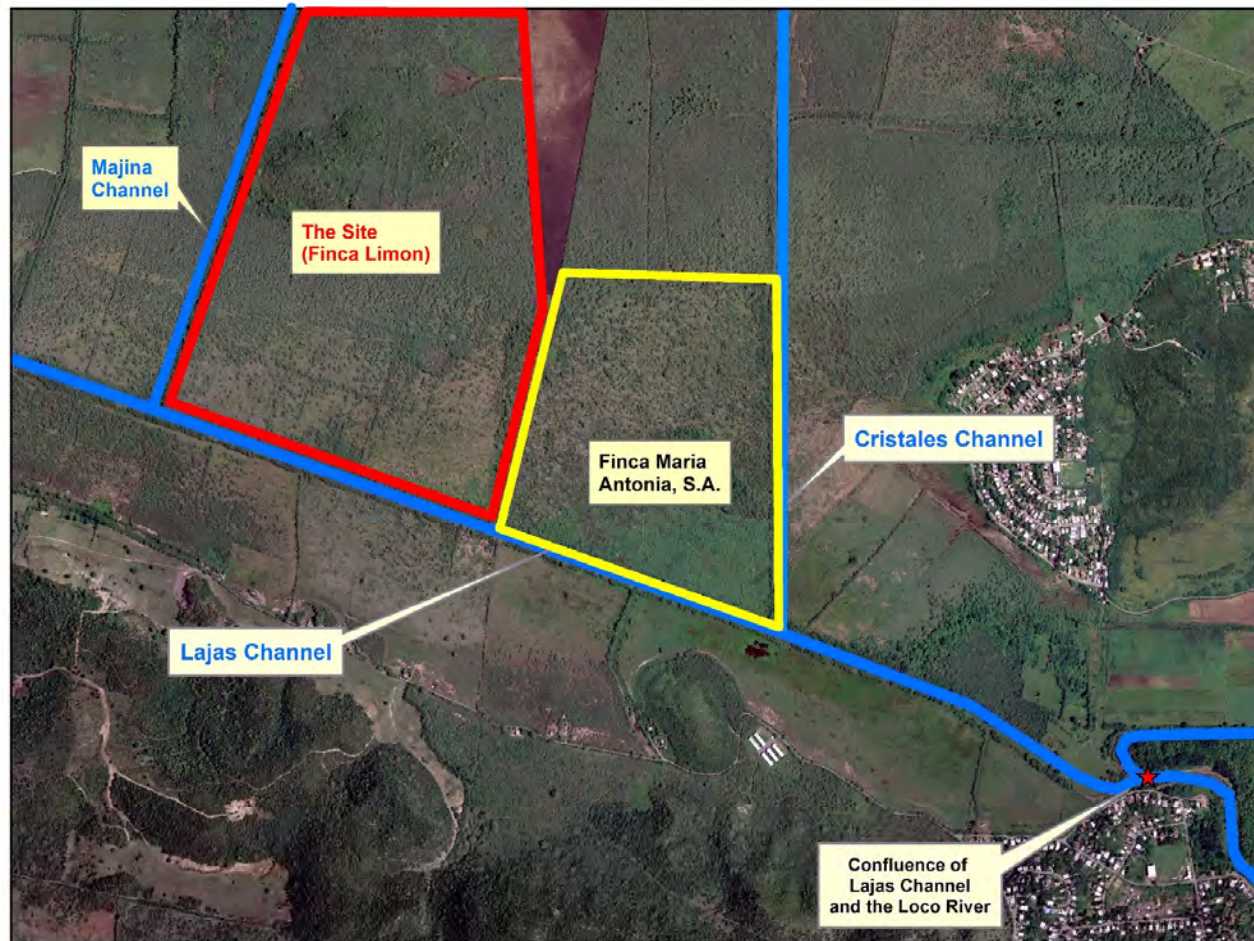 Majina
Channel
The Site
(Finca Limon)
Finca Maria
Antonia, S.A.
Cristales Channel
Lajas Channel
Confluence of
Lajas Channel
and the Loco River